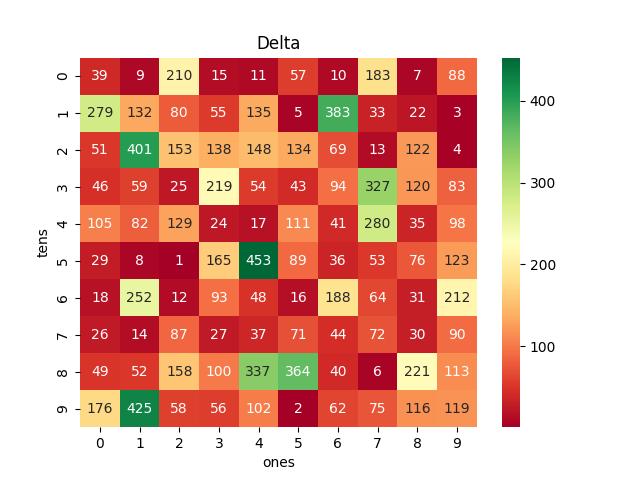 Delta
0 39 9 210 15 11 57 10 183 7 88
1 279 132 80 55 135 5 383 33 22 3
2 51 401 153 138 148 134 69 13 122 4
3 46 59 25 219 54 43 94 327 120 83
4 105 82 129 24 17 111 41 280 35 98
5 29 8 1 165 453 89 36 53 76 123
6 18 252 12 93 48 16 188 64 31 212
7 26 14 87 27 37 71 44 72 30 90
8 49 52 158 100 337 364 40 6 221 113
9 176 425 58 56 102 2 62 75 116 119
0 1 2 3 4 5 6 7 8 9
ones
tens
400
300
200
100